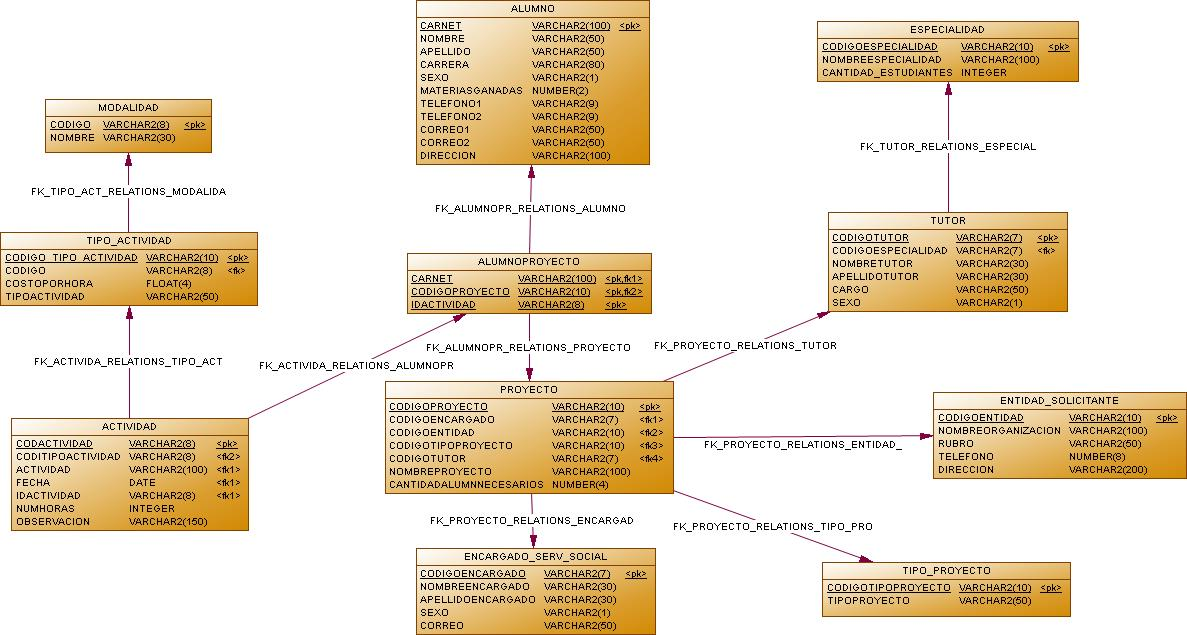 ALUMNO
CARNET VARCHAR2(100) <pk>
NOMBRE VARCHAR2(50)
APELLIDO VARCHAR2(50)
CARRERA VARCHAR2(80)
SEXO VARCHAR2(1)
MATERIASGANADAS NUMBER(2)
TELEFONO1 VARCHAR2(9)
TELEFONO2 VARCHAR2(9)
CORREO1 VARCHAR2(50)
CORREO2 VARCHAR2(50)
DIRECCION VARCHAR2(100)
ESPECIALIDAD
CODIGOESPECIALIDAD VARCHAR2(10) <pk>
NOMBREESPECIALIDAD VARCHAR2(100)
CANTIDAD_ESTUDIANTES INTEGER
MODALIDAD
CODIGO VARCHAR2(8) <pk>
NOMBRE VARCHAR2(30)
FK_TIPO_ACT_RELATIONS_MODALIDA
FK_ALUMNOPR_RELATIONS_ALUMNO
FK_TUTOR_RELATIONS_ESPECIAL
TIPO_ACTIVIDAD
CODIGO_TIPO_ACTIVIDAD VARCHAR2(10) <pk>
CODIGO VARCHAR2(8) <fk>
COSTOPORHORA FLOAT(4)
TIPOACTIVIDAD VARCHAR2(50)
ALUMNOPROYECTO
CARNET VARCHAR2(100) <pk,fk1>
CODIGOPROYECTO VARCHAR2(10) <pk,fk2>
IDACTIVIDAD VARCHAR2(8) <pk>
TUTOR
CODIGOTUTOR VARCHAR2(7) <pk>
CODIGOESPECIALIDAD VARCHAR2(7) <fk>
NOMBRETUTOR VARCHAR2(30)
APELLIDOTUTOR VARCHAR2(30)
CARGO VARCHAR2(50)
SEXO VARCHAR2(1)
FK_ACTIVIDA_RELATIONS_TIPO_ACT
FK_ACTIVIDA_RELATIONS_ALUMNOPR
FK_ALUMNOPR_RELATIONS_PROYECTO
FK_PROYECTO_RELATIONS_TUTOR
ACTIVIDAD
CODACTIVIDAD VARCHAR2(8) <pk>
CODITIPOACTIVIDAD VARCHAR2(8) <fk2>
ACTIVIDAD VARCHAR2(100) <fk1>
FECHA DATE <fk1>
IDACTIVIDAD VARCHAR2(8) <fk1>
NUMHORAS INTEGER
OBSERVACION VARCHAR2(150)
PROYECTO
CODIGOPROYECTO VARCHAR2(10) <pk>
CODIGOENCARGADO VARCHAR2(7) <fk1>
CODIGOENTIDAD VARCHAR2(10) <fk2>
CODIGOTIPOPROYECTO VARCHAR2(10) <fk3>
CODIGOTUTOR VARCHAR2(7) <fk4>
NOMBREPROYECTO VARCHAR2(100)
CANTIDADALUMNNECESARIOS NUMBER(4)
FK_PROYECTO_RELATIONS_ENTIDAD_
ENTIDAD_SOLICITANTE
CODIGOENTIDAD VARCHAR2(10) <pk>
NOMBREORGANIZACION VARCHAR2(100)
RUBRO VARCHAR2(50)
TELEFONO NUMBER(8)
DIRECCION VARCHAR2(200)
FK_PROYECTO_RELATIONS_ENCARGAD
FK_PROYECTO_RELATIONS_TIPO_PRO
ENCARGADO_SERV_SOCIAL
CODIGOENCARGADO VARCHAR2(7) <pk>
NOMBREENCARGADO VARCHAR2(30)
APELLIDOENCARGADO VARCHAR2(30)
SEXO VARCHAR2(1)
CORREO VARCHAR2(50)
TIPO_PROYECTO
CODIGOTIPOPROYECTO VARCHAR2(10) <pk>
TIPOPROYECTO VARCHAR2(50)